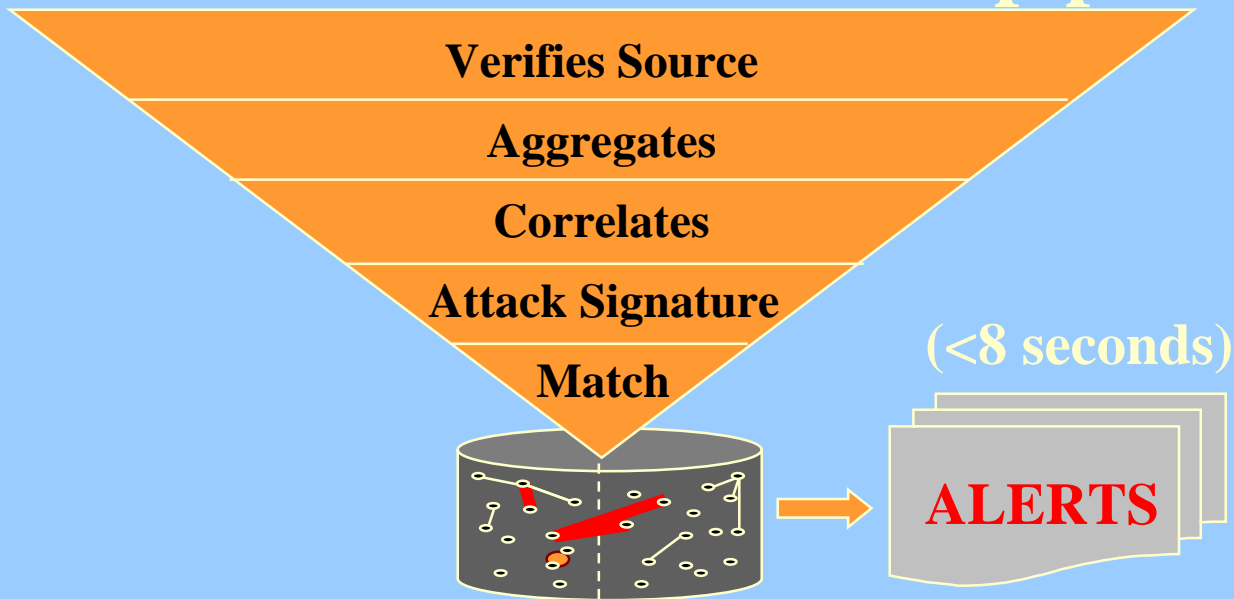 Verifies Source
Aggregates
Correlates
Attack Signature
Match
(<8 seconds)
ALERTS